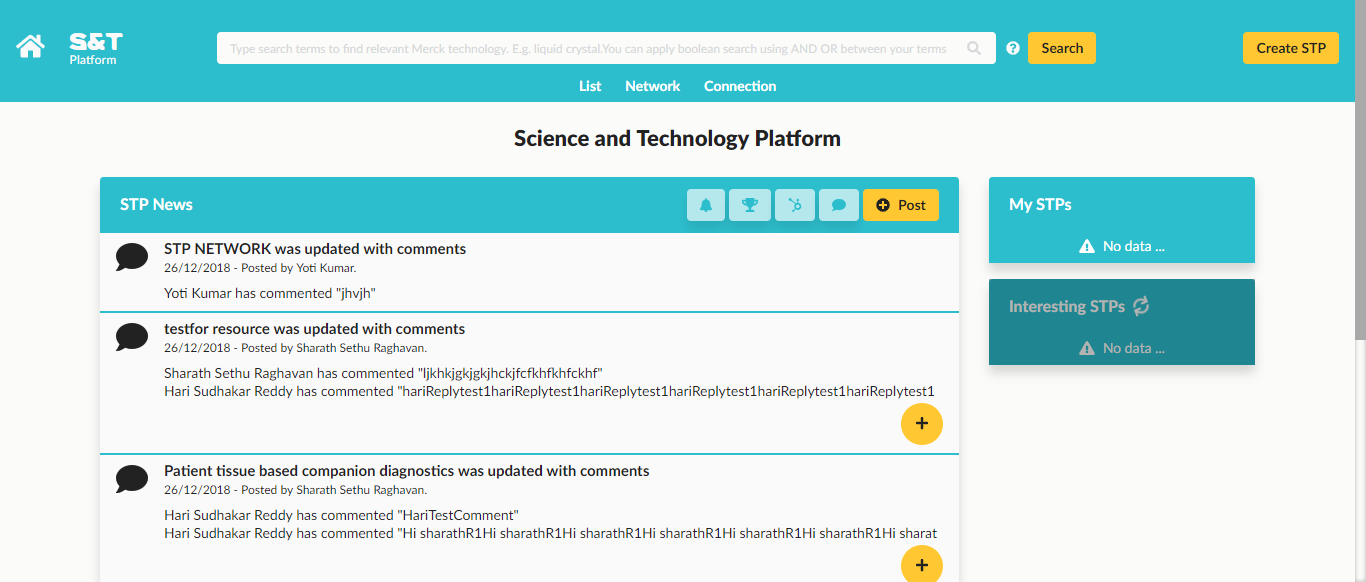 S&T
Platform
Type search terms to find relevant Merck technology. E.g. liquid crystal.You can apply boolean search using AND OR between your terms
Search
Create STP
List Network Connection
Science and Technology Platform
STP News
Post
My STPs
No data ...
Interesting STPs
No data ...
STP NETWORK was updated with comments
26/12/2018 - Posted by Yoti Kumar.
Yoti Kumar has commented "jhvjh"
testfor resource was updated with comments
26/12/2018 - Posted by Sharath Sethu Raghavan.
Sharath Sethu Raghavan has commented "ljkhkjgkjgkjhckjfcfkhfkhfckhf"
Hari Sudhakar Reddy has commented "hariReplytest1hariReplytest1hariReplytest1hariReplytest1hariReplytest1hariReplytest1
+
Patient tissue based companion diagnostics was updated with comments
26/12/2018 - Posted by Sharath Sethu Raghavan.
Hari Sudhakar Reddy has commented "HariTestComment"
Hari Sudhakar Reddy has commented "Hi sharathR1Hi sharathR1Hi sharathR1Hi sharathR1Hi sharathR1Hi sharathR1Hi sharat
+